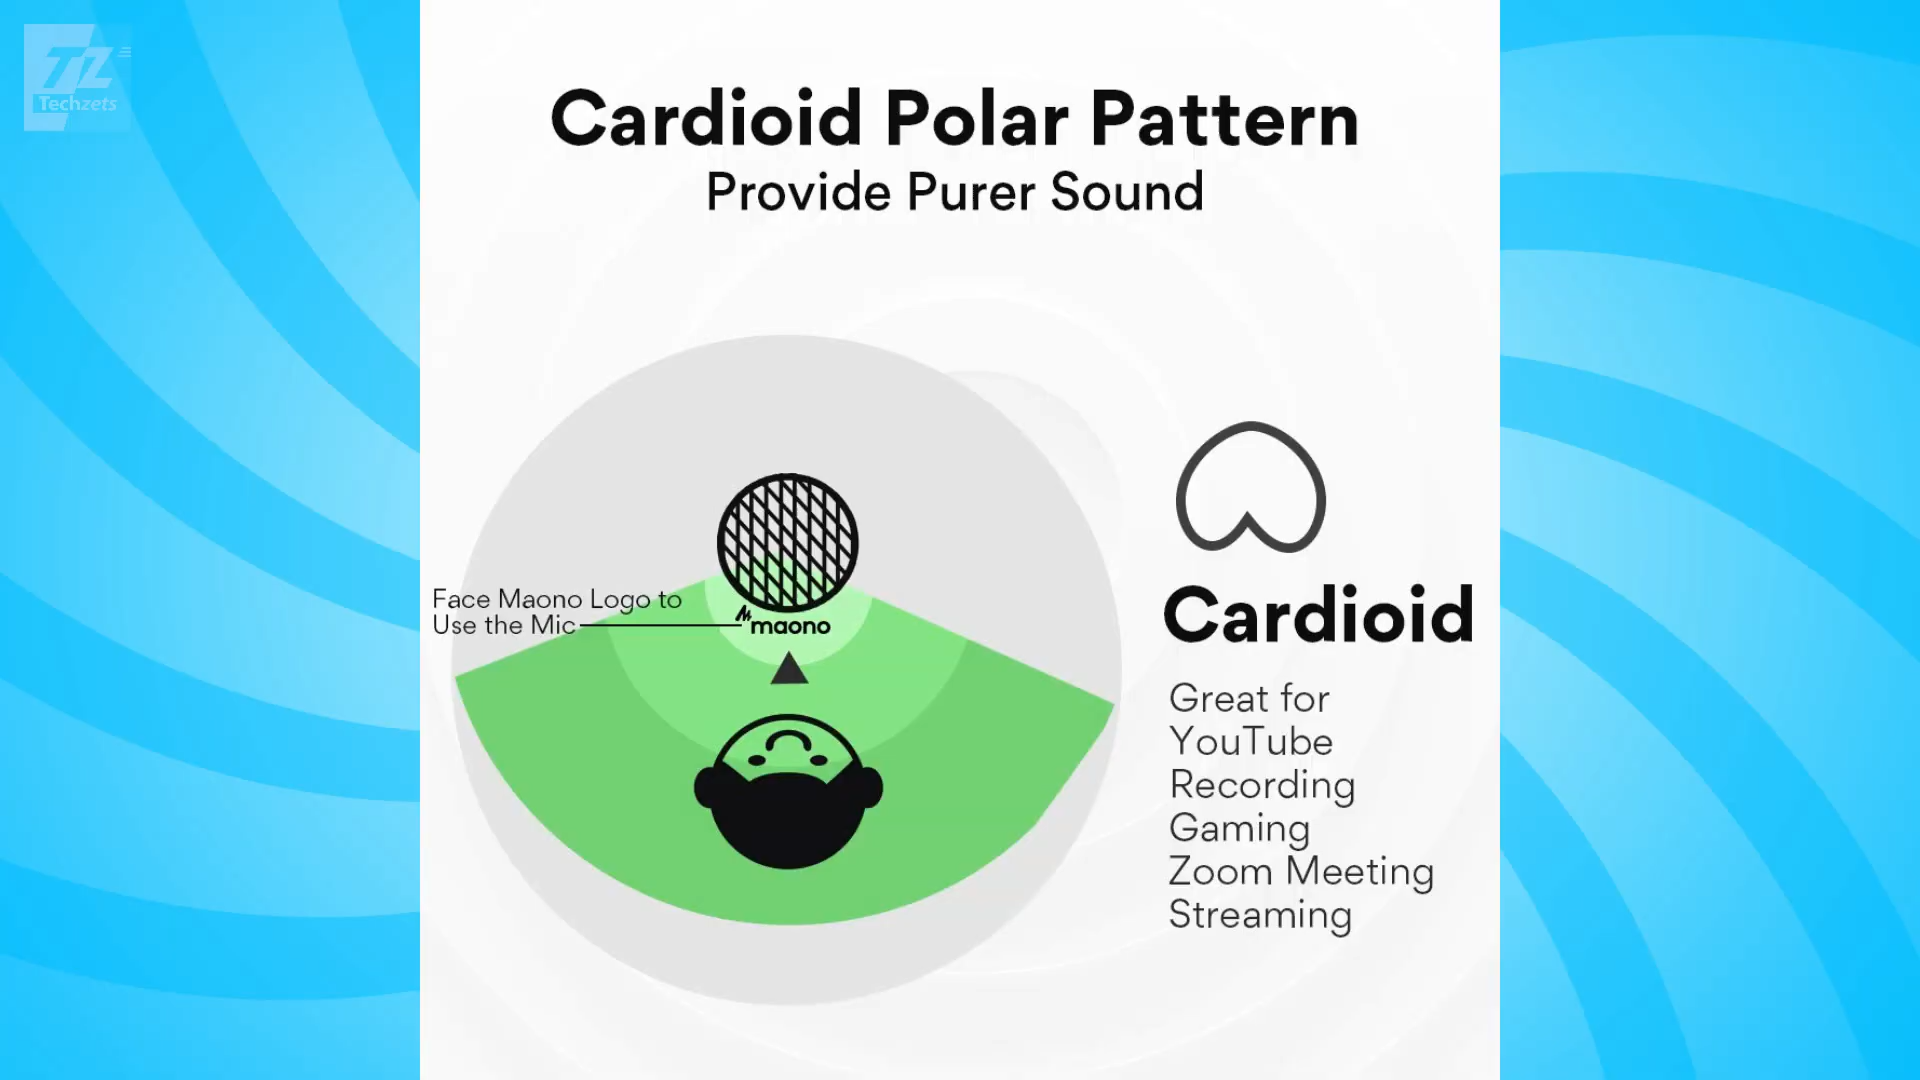 TZ
Techzets
Cardioid Polar Pattern
Provide Purer Sound
Face Maono Logo to
Use the Mic
maono
Cardioid
Great for
YouTube
Recording
Gaming
Zoom Meeting
Streaming